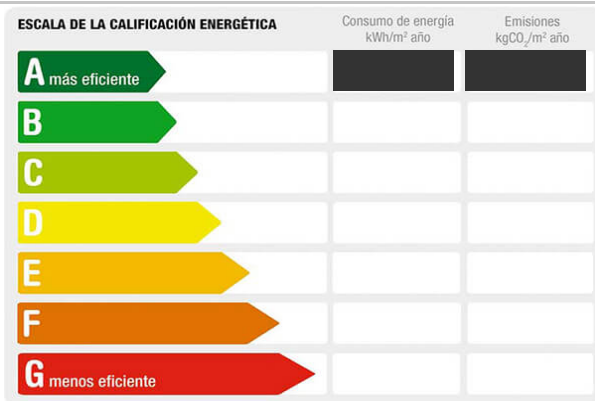 ESCALA DE LA CALIFICACIÓN ENERGÉTICA
Consumo de energía
kWh/m² año
Emisiones
kgCO₂/m² año
A más eficiente
B
C
D
E
F
G menos eficiente